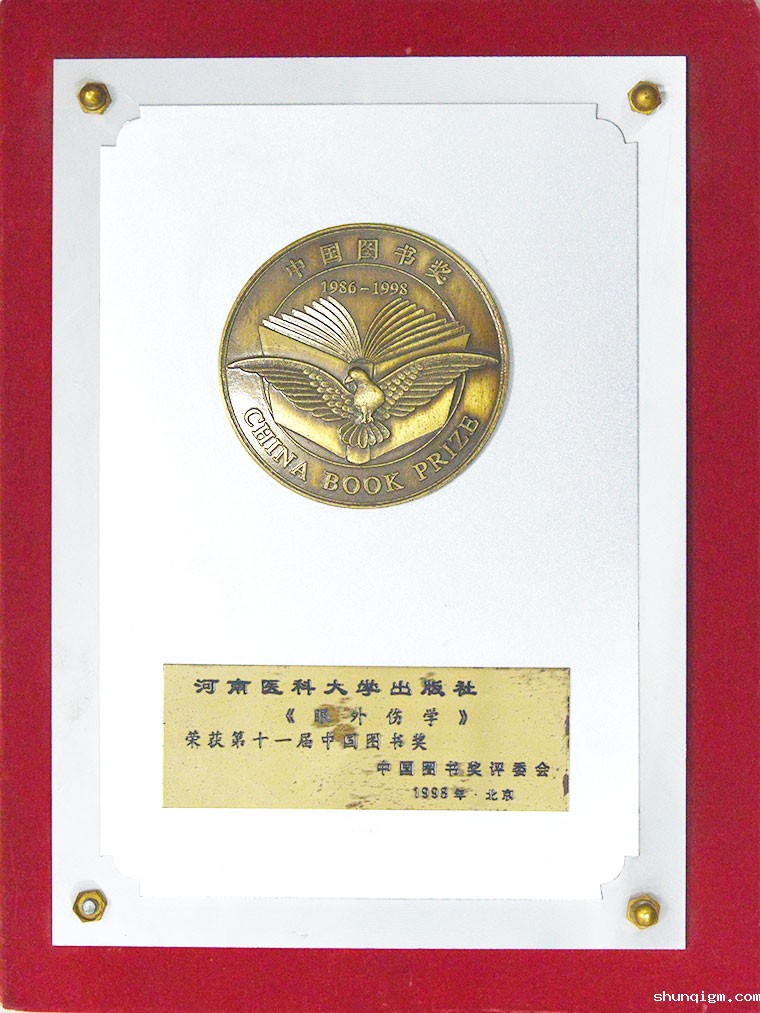 中国图书奖
1986-1998
CHINA BOOK PRIZE
河南医科大学出版社
《眼外伤学》
荣获第十一届中国图书奖
中国图书奖评委会
1998年·北京
shunqigm.com